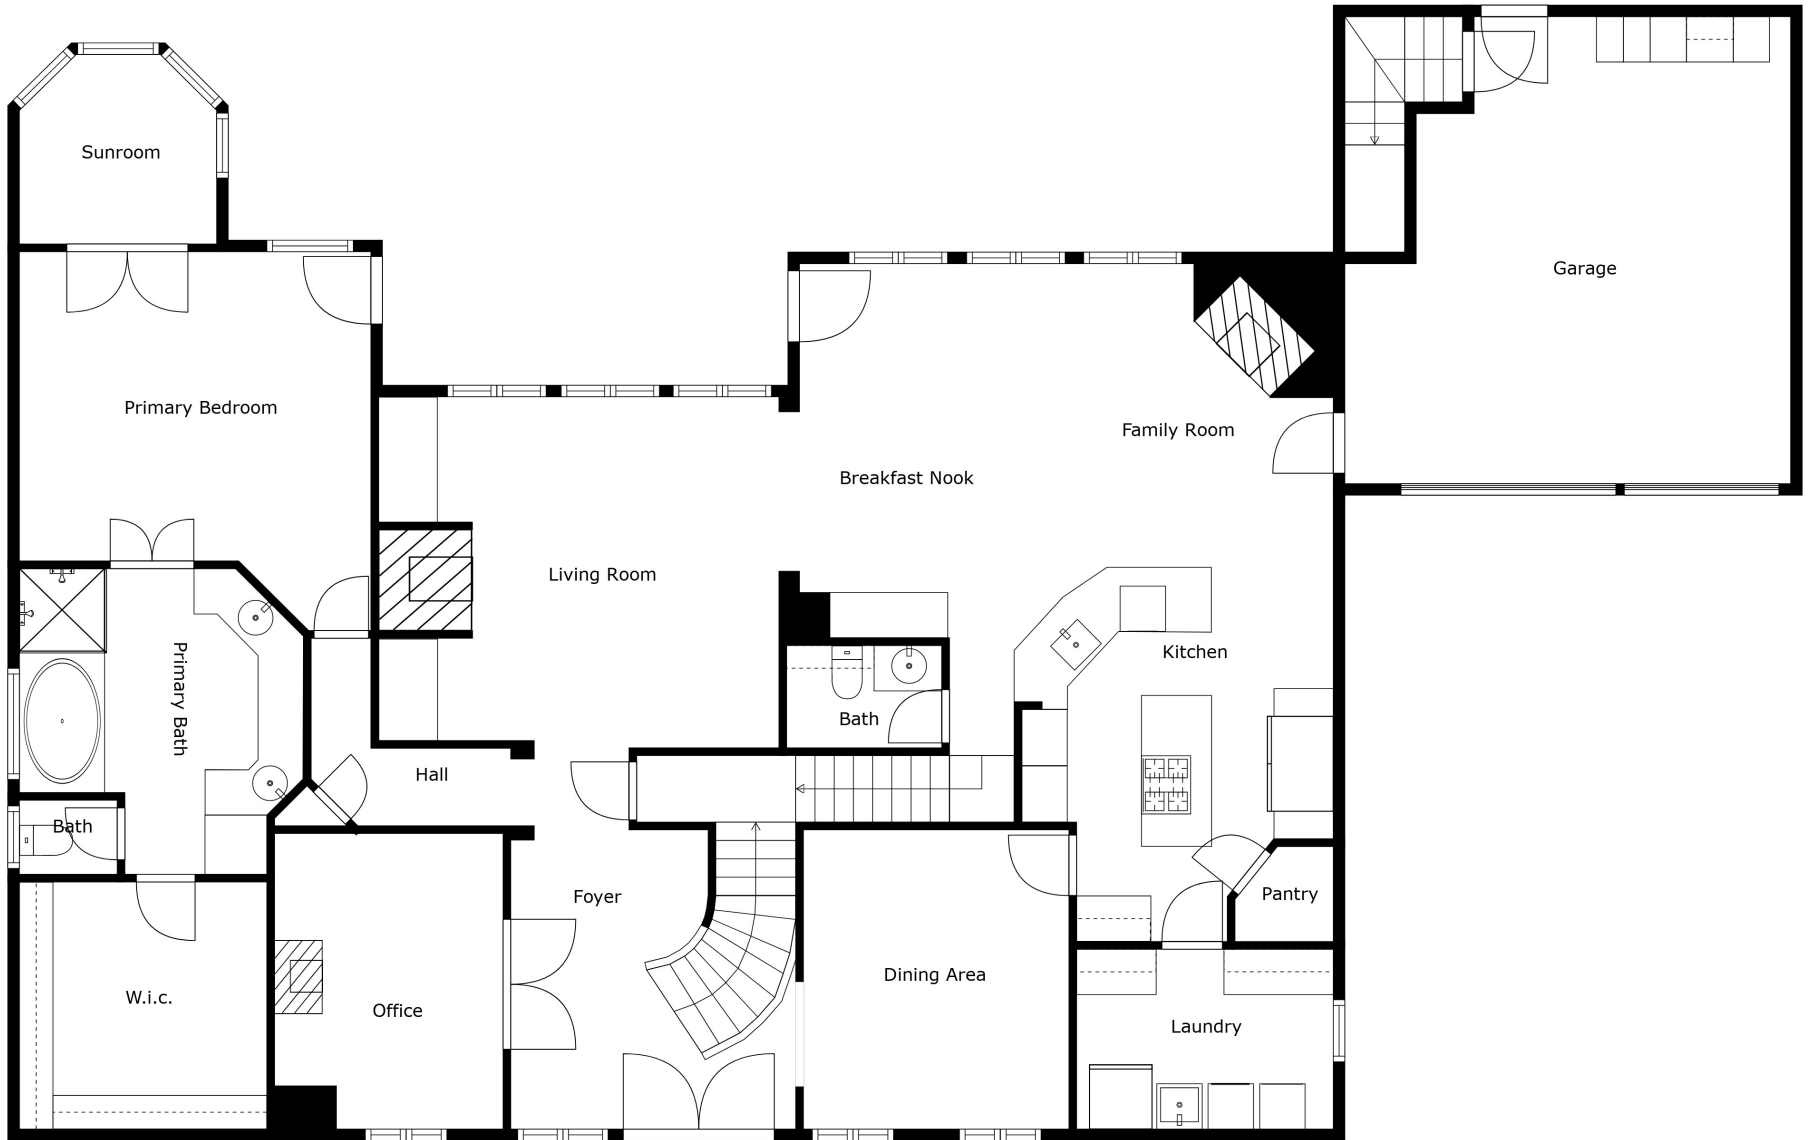 Sunroom
Garage
Primary Bedroom
Family Room
Breakfast Nook
Living Room
Kitchen
Primary Bath
Bath
Hall
Bath
Pantry
Foyer
Dining Area
W.i.c.
Office
Laundry